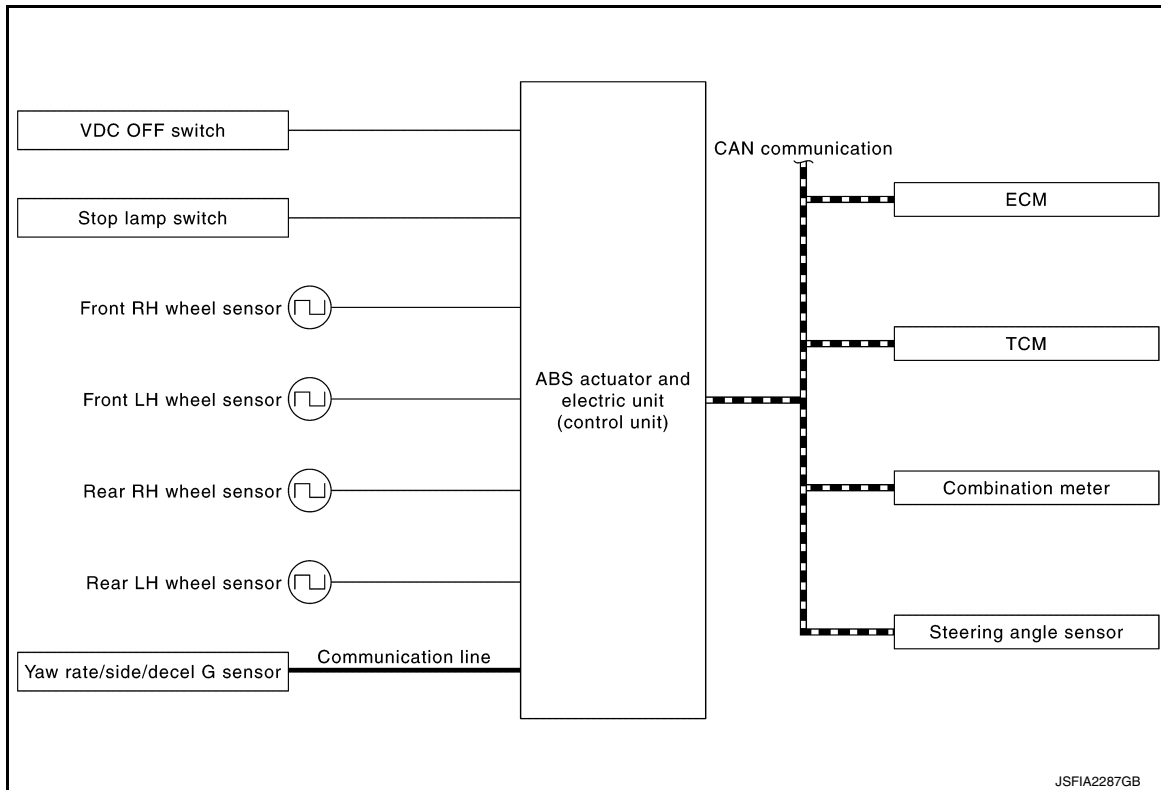 VDC OFF switch
Stop lamp switch
Front RH wheel sensor
Front LH wheel sensor
Rear RH wheel sensor
Rear LH wheel sensor
Yaw rate/side/decel G sensor
Communication line
ABS actuator and
electric unit
(control unit)
CAN communication
ECM
TCM
Combination meter
Steering angle sensor
JSFIA2287GB